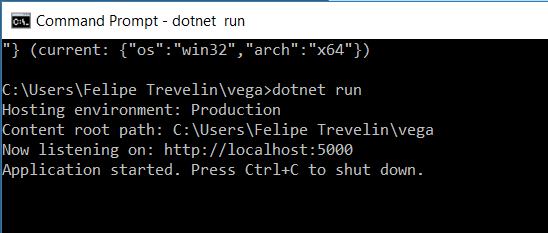 Command Prompt - dotnet  run
"} (current: {"os":"win32","arch":"x64"})
C:\Users\Felipe Trevelin\vega>dotnet run
Hosting environment: Production
Content root path: C:\Users\Felipe Trevelin\vega
Now listening on: http://localhost:5000
Application started. Press Ctrl+C to shut down.